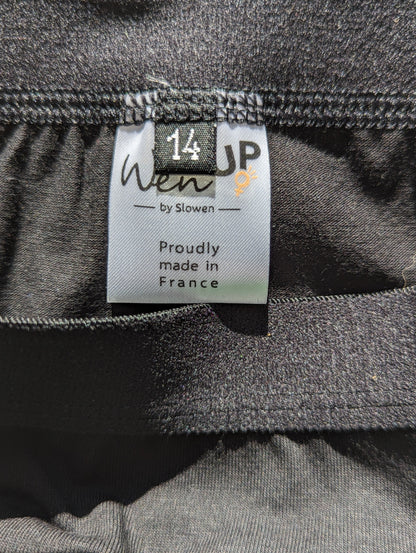 14
Wen UP
— by Slowen —
Proudly
made in
France